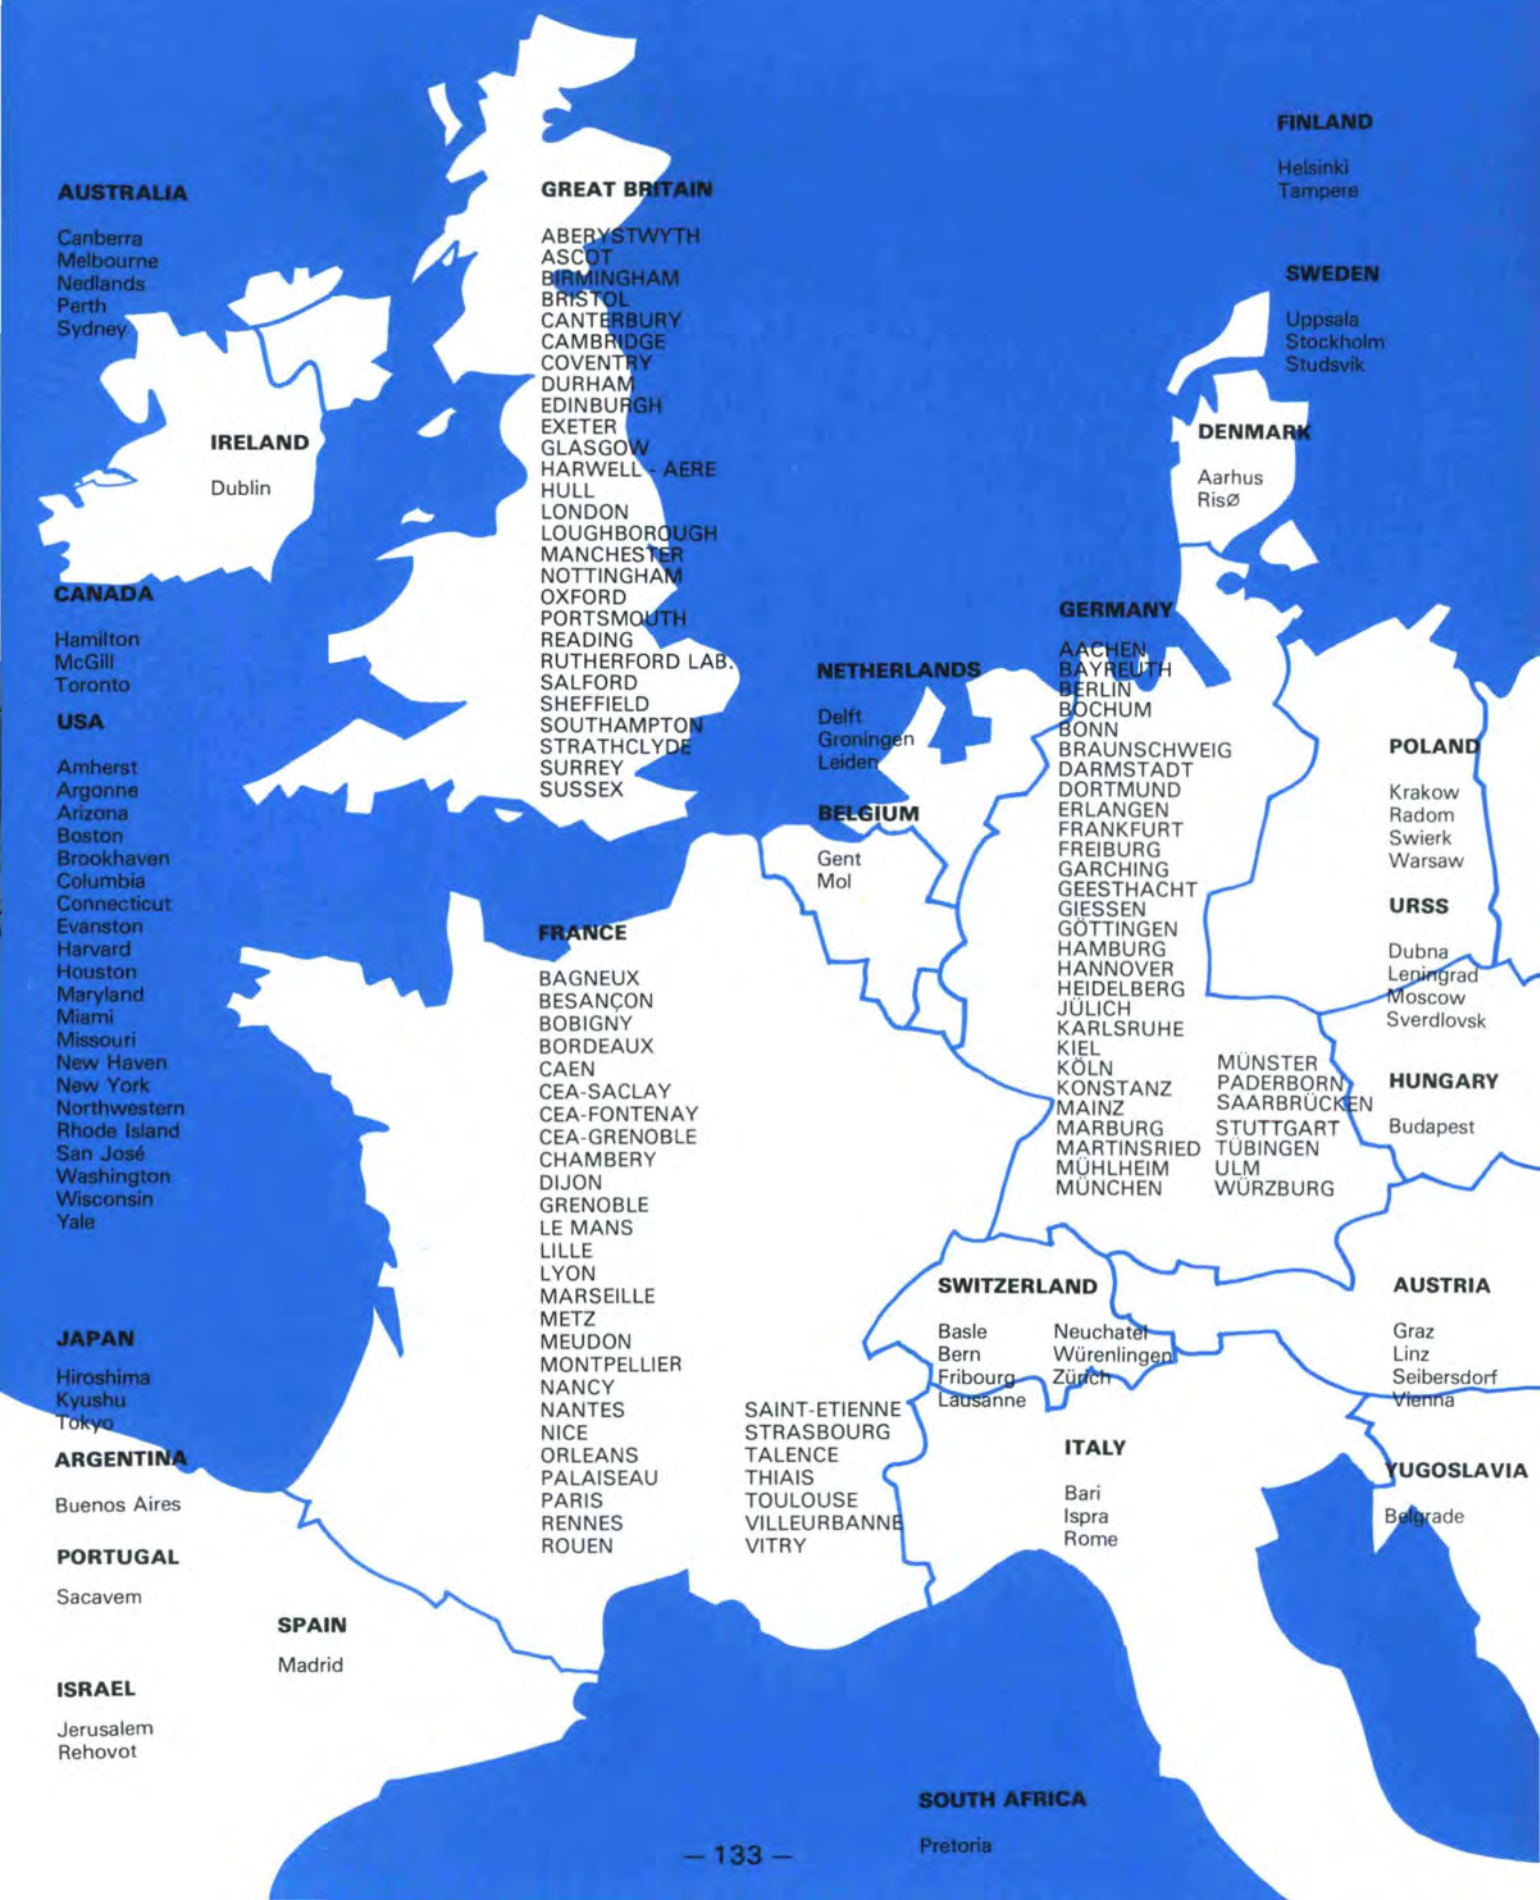 AUSTRALIA
Canberra
Melbourne
Nedlands
Perth
Sydney
IRELAND
Dublin
CANADA
Hamilton
McGill
Toronto
USA
Amherst
Argonne
Arizona
Boston
Brookhaven
Columbia
Connecticut
Evanston
Harvard
Houston
Maryland
Miami
Missouri
New Haven
New York
Northwestern
Rhode Island
San José
Washington
Wisconsin
Yale
JAPAN
Hiroshima
Kyushu
Tokyo
ARGENTINA
Buenos Aires
PORTUGAL
Sacavem
SPAIN
Madrid
ISRAEL
Jerusalem
Rehovot
GREAT BRITAIN
ABERYSTWYTH
ASCOT
BIRMINGHAM
BRISTOL
CANTERBURY
CAMBRIDGE
COVENTRY
DURHAM
EDINBURGH
EXETER
GLASGOW
HARWELL - AERE
HULL
LONDON
LOUGHBOROUGH
MANCHESTER
NOTTINGHAM
OXFORD
PORTSMOUTH
READING
RUTHERFORD LAB.
SALFORD
SHEFFIELD
SOUTHAMPTON
STRATHCLYDE
SURREY
SUSSEX
FRANCE
BAGNEUX
BESANÇON
BOBIGNY
BORDEAUX
CAEN
CEA-SACLAY
CEA-FONTENAY
CEA-GRENOBLE
CHAMBERY
DIJON
GRENOBLE
LE MANS
LILLE
LYON
MARSEILLE
METZ
MEUDON
MONTPELLIER
NANCY
NANTES
NICE
ORLEANS
PALAISEAU
PARIS
RENNES
ROUEN
SAINT-ETIENNE
STRASBOURG
TALENCE
THIAIS
TOULOUSE
VILLEURBANNE
VITRY
NETHERLANDS
Delft
Groningen
Leiden
BELGIUM
Gent
Mol
FINLAND
Helsinki
Tampere
SWEDEN
Uppsala
Stockholm
Studsvik
DENMARK
Aarhus
RisØ
GERMANY
AACHEN
BAYREUTH
BERLIN
BOCHUM
BONN
BRAUNSCHWEIG
DARMSTADT
DORTMUND
ERLANGEN
FRANKFURT
FREIBURG
GARCHING
GEESTHACHT
GIESSEN
GÖTTINGEN
HAMBURG
HANNOVER
HEIDELBERG
JÜLICH
KARLSRUHE
KIEL
KÖLN
KONSTANZ
MAINZ
MARBURG
MARTINSRIED
MÜHLHEIM
MÜNCHEN
MÜNSTER
PADERBORN
SAARBRÜCKEN
STUTTGART
TÜBINGEN
ULM
WÜRZBURG
POLAND
Krakow
Radom
Swierk
Warsaw
URSS
Dubna
Leningrad
Moscow
Sverdlovsk
HUNGARY
Budapest
SWITZERLAND
Basle
Bern
Fribourg
Lausanne
Neuchatel
Würenlingen
Zürich
AUSTRIA
Graz
Linz
Seibersdorf
Vienna
ITALY
Bari
Ispra
Rome
YUGOSLAVIA
Belgrade
SOUTH AFRICA
Pretoria
— 133 —